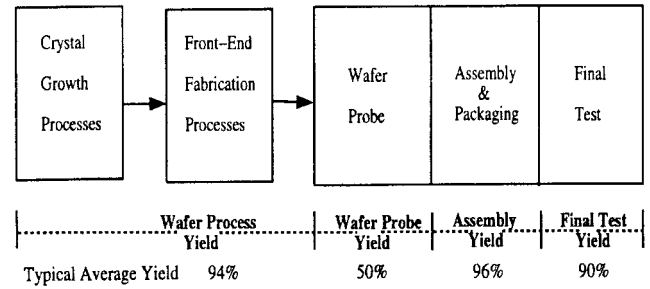 Crystal
Growth
Processes
Front-End
Fabrication
Processes
Wafer
Probe
Assembly
&
Packaging
Final
Test
Wafer Process
Yield
Wafer Probe
Yield
Assembly
Yield
Final Test
Yield
Typical Average Yield 94% 50% 96% 90%